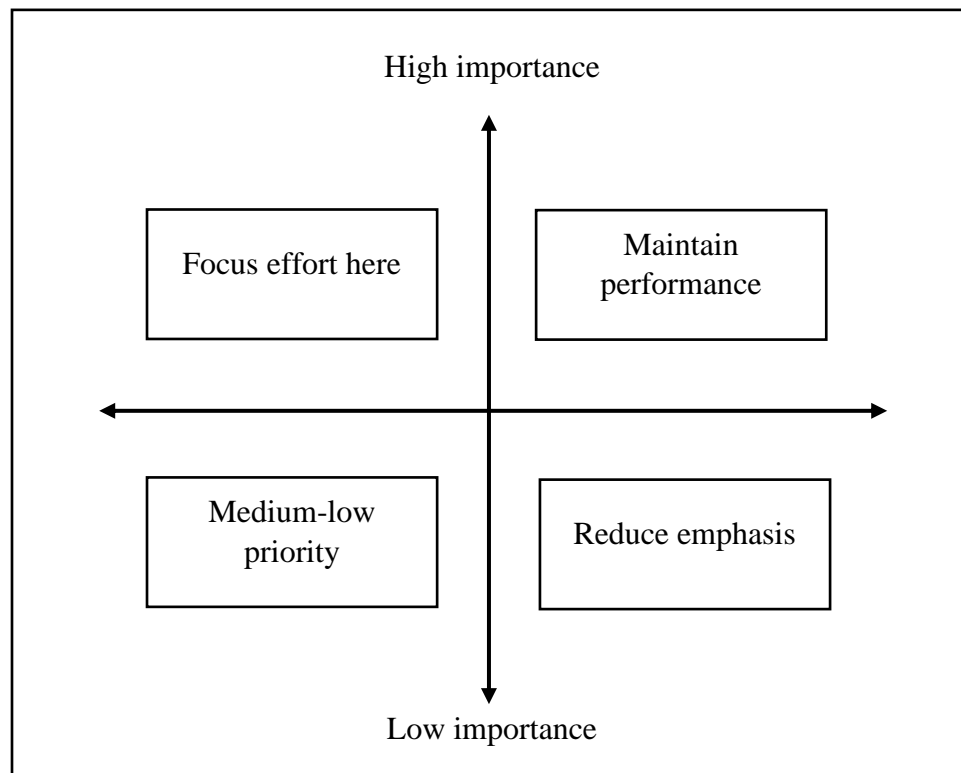 High importance
Focus effort here
Maintain
performance
Medium-low
priority
Reduce emphasis
Low importance